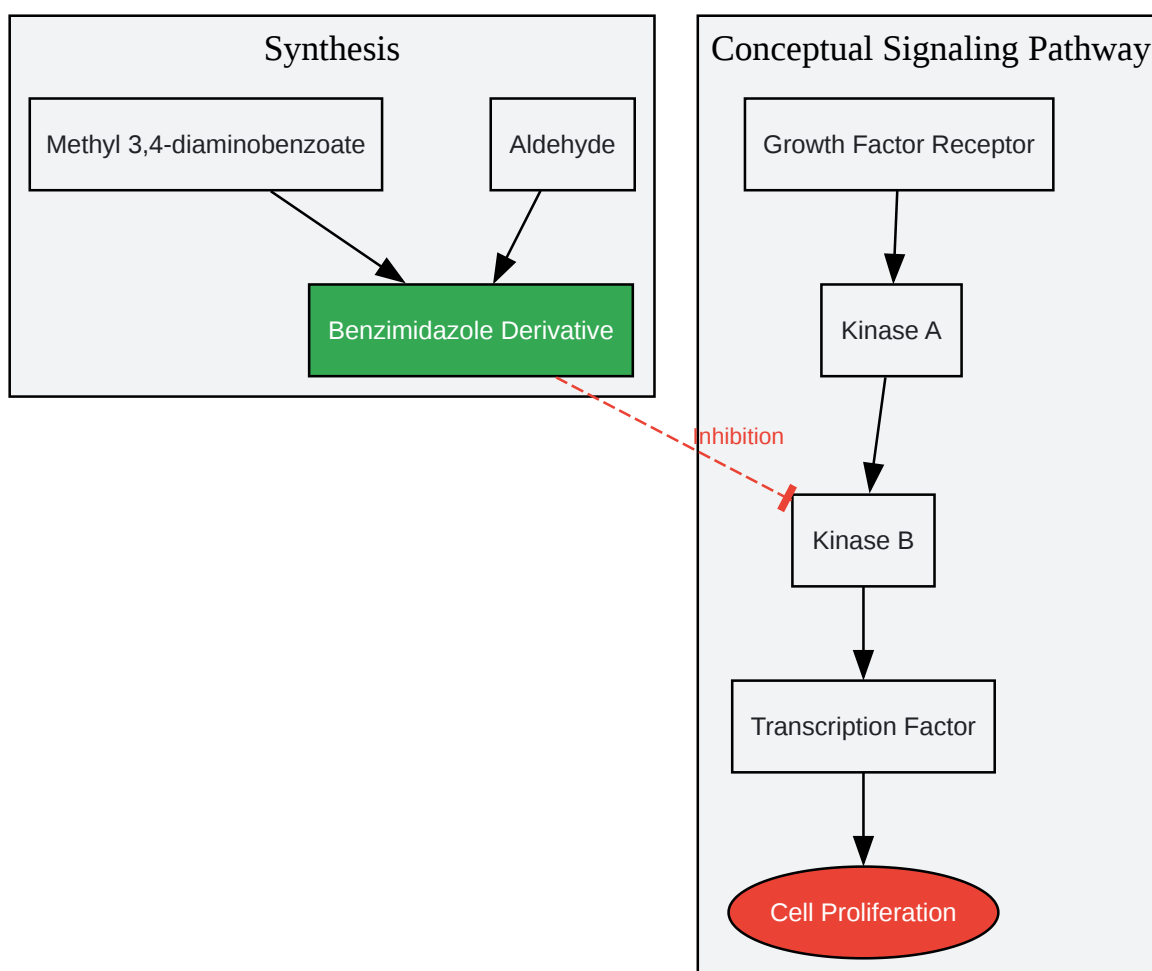 Synthesis
Methyl 3,4-diaminobenzoate
Aldehyde
Benzimidazole Derivative
Inhibition
Conceptual Signaling Pathway
Growth Factor Receptor
Kinase A
Kinase B
Transcription Factor
Cell Proliferation